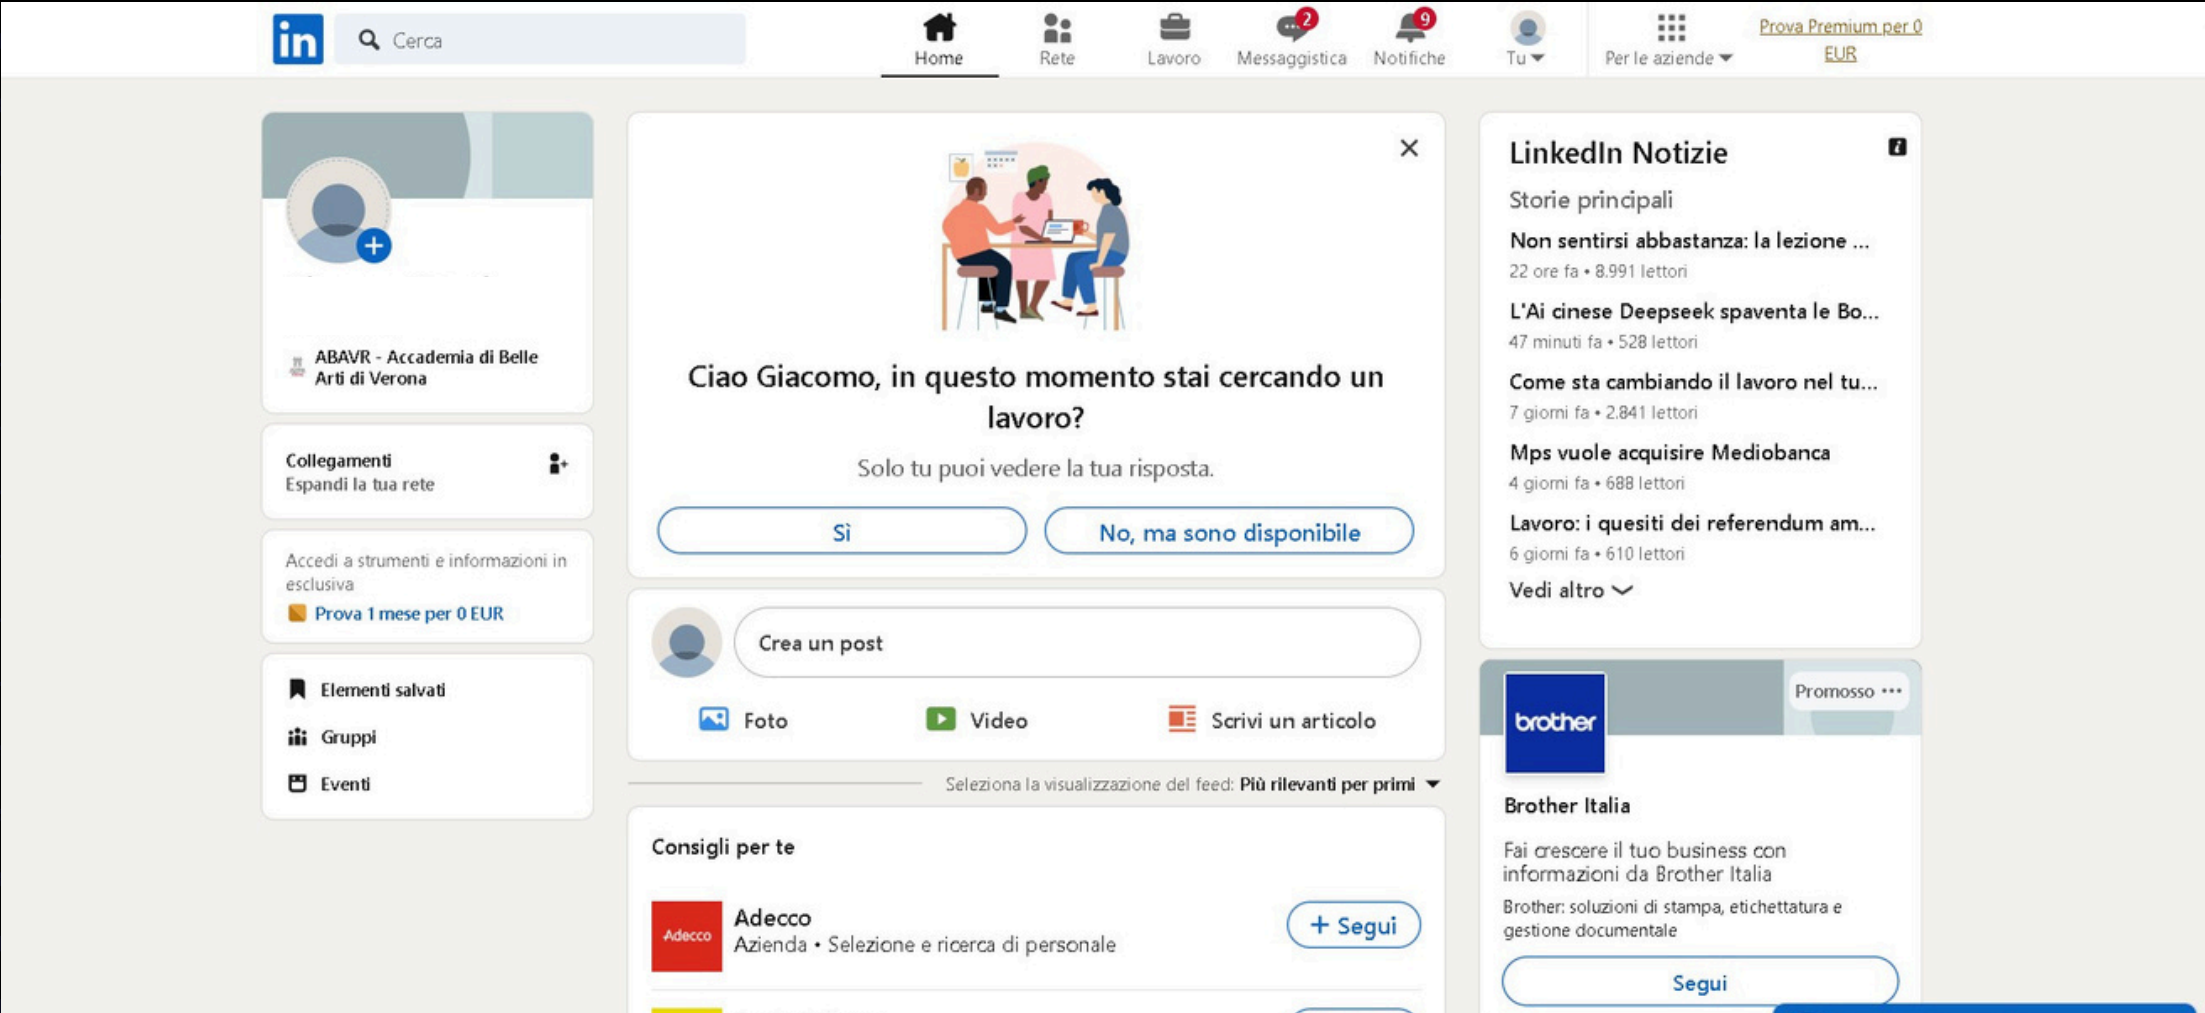 in
Cerca
Home
Rete
Lavoro
2
Messaggistica
9
Notifiche
Tu
Per le aziende
Prova Premium per 0
EUR
ABAVR - Accademia di Belle
Arti di Verona
Collegamenti
Espandi la tua rete
Accedi a strumenti e informazioni in
esclusiva
Prova 1 mese per 0 EUR
Elementi salvati
Gruppi
Eventi
Ciao Giacomo, in questo momento stai cercando un
lavoro?
Solo tu puoi vedere la tua risposta.
Sì
No, ma sono disponibile
Crea un post
Foto
Video
Scrivi un articolo
Seleziona la visualizzazione del feed: Più rilevanti per primi
Consigli per te
Adecco
Adecco
Azienda • Selezione e ricerca di personale
+ Segui
LinkedIn Notizie
Storie principali
Non sentirsi abbastanza: la lezione ...
22 ore fa • 8.991 lettori
L'Ai cinese Deepseek spaventa le Bo...
47 minuti fa • 528 lettori
Come sta cambiando il lavoro nel tu...
7 giorni fa • 2.841 lettori
Mps vuole acquisire Mediobanca
4 giorni fa • 688 lettori
Lavoro: i quesiti dei referendum am...
6 giorni fa • 610 lettori
Vedi altro
Promosso
brother
Brother Italia
Fai crescere il tuo business con
informazioni da Brother Italia
Brother: soluzioni di stampa, etichettatura e
gestione documentale
Segui